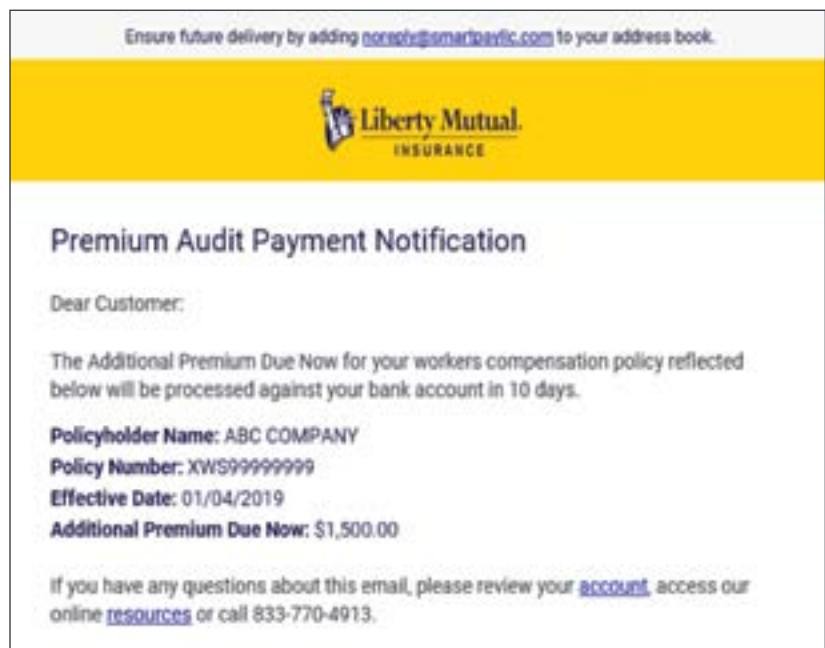 Ensure future delivery by adding noreply@smartpayllc.com to your address book.
Liberty Mutual.
INSURANCE
Premium Audit Payment Notification
Dear Customer:
The Additional Premium Due Now for your workers compensation policy reflected
below will be processed against your bank account in 10 days.
Policyholder Name: ABC COMPANY
Policy Number: XWS99999999
Effective Date: 01/04/2019
Additional Premium Due Now: $1,500.00
If you have any questions about this email, please review your account, access our
online resources or call 833-770-4913.